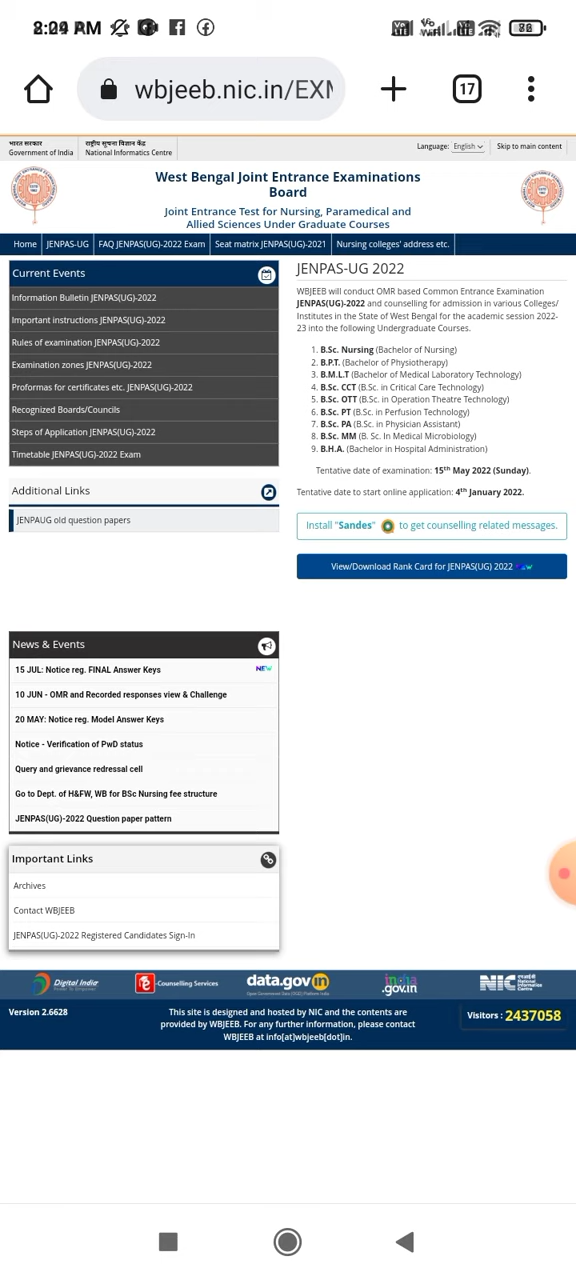 2:09 AM
wbjeeb.nic.in/EXM
17
भारत सरकार
Government of India
राष्ट्रीय सूचना विज्ञान केंद्र
National Informatics Centre
Language: English
Skip to main content
West Bengal Joint Entrance Examinations
Board
Joint Entrance Test for Nursing, Paramedical and
Allied Sciences Under Graduate Courses
Home JENPAS-UG FAQ JENPAS(UG)-2022 Exam Seat matrix JENPAS(UG)-2021 Nursing colleges' address etc.
Current Events
Information Bulletin JENPAS(UG)-2022
Important instructions JENPAS(UG)-2022
Rules of examination JENPAS(UG)-2022
Examination zones JENPAS(UG)-2022
Proformas for certificates etc. JENPAS(UG)-2022
Recognized Boards/Councils
Steps of Application JENPAS(UG)-2022
Timetable JENPAS(UG)-2022 Exam
Additional Links
JENPAUG old question papers
JENPAS-UG 2022
WBJEEB will conduct OMR based Common Entrance Examination
JENPAS(UG)-2022 and counselling for admission in various Colleges/
Institutes in the State of West Bengal for the academic session 2022-
23 into the following Undergraduate Courses.
1. B.Sc. Nursing (Bachelor of Nursing)
2. B.P.T. (Bachelor of Physiotherapy)
3. B.M.L.T (Bachelor of Medical Laboratory Technology)
4. B.Sc. CCT (B.Sc. in Critical Care Technology)
5. B.Sc. OTT (B.Sc. in Operation Theatre Technology)
6. B.Sc. PT (B.Sc. in Perfusion Technology)
7. B.Sc. PA (B.Sc. in Physician Assistant)
8. B.Sc. MM (B. Sc. In Medical Microbiology)
9. B.H.A. (Bachelor in Hospital Administration)
Tentative date of examination: 15th May 2022 (Sunday).
Tentative date to start online application: 4th January 2022.
Install "Sandes" to get counselling related messages.
View/Download Rank Card for JENPAS(UG) 2022
News & Events
15 JUL: Notice reg. FINAL Answer Keys NEW
10 JUN - OMR and Recorded responses view & Challenge
20 MAY: Notice reg. Model Answer Keys
Notice - Verification of PwD status
Query and grievance redressal cell
Go to Dept. of H&FW, WB for BSc Nursing fee structure
JENPAS(UG)-2022 Question paper pattern
Important Links
Archives
Contact WBJEEB
JENPAS(UG)-2022 Registered Candidates Sign-In
Digital India
Power To Empower
e-Counselling Services
data.gov in
india
.gov.in
NIC
National
Informatics
Centre
Version 2.6628
This site is designed and hosted by NIC and the contents are
provided by WBJEEB. For any further information, please contact
WBJEEB at info[at]wbjeeb[dot]in.
Visitors : 2437058